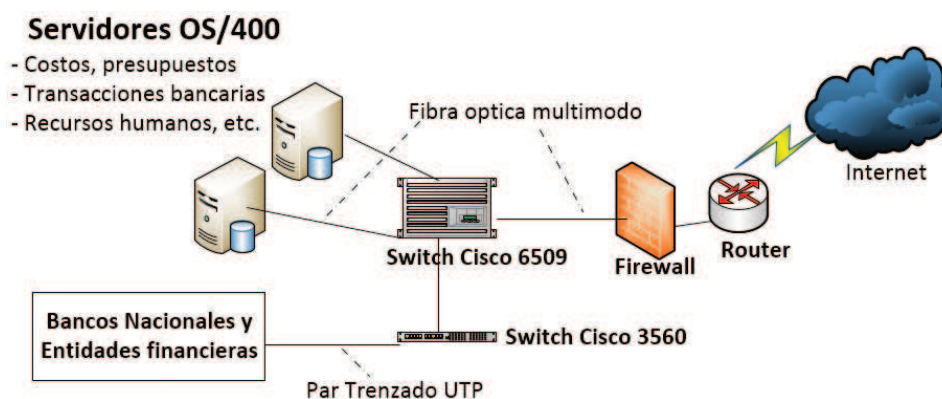 Servidores OS/400
- Costos, presupuestos
- Transacciones bancarias
- Recursos humanos, etc.
Fibra optica multimodo
Internet
Switch Cisco 6509
Firewall
Router
Bancos Nacionales y
Entidades financieras
Switch Cisco 3560
Par Trenzado UTP